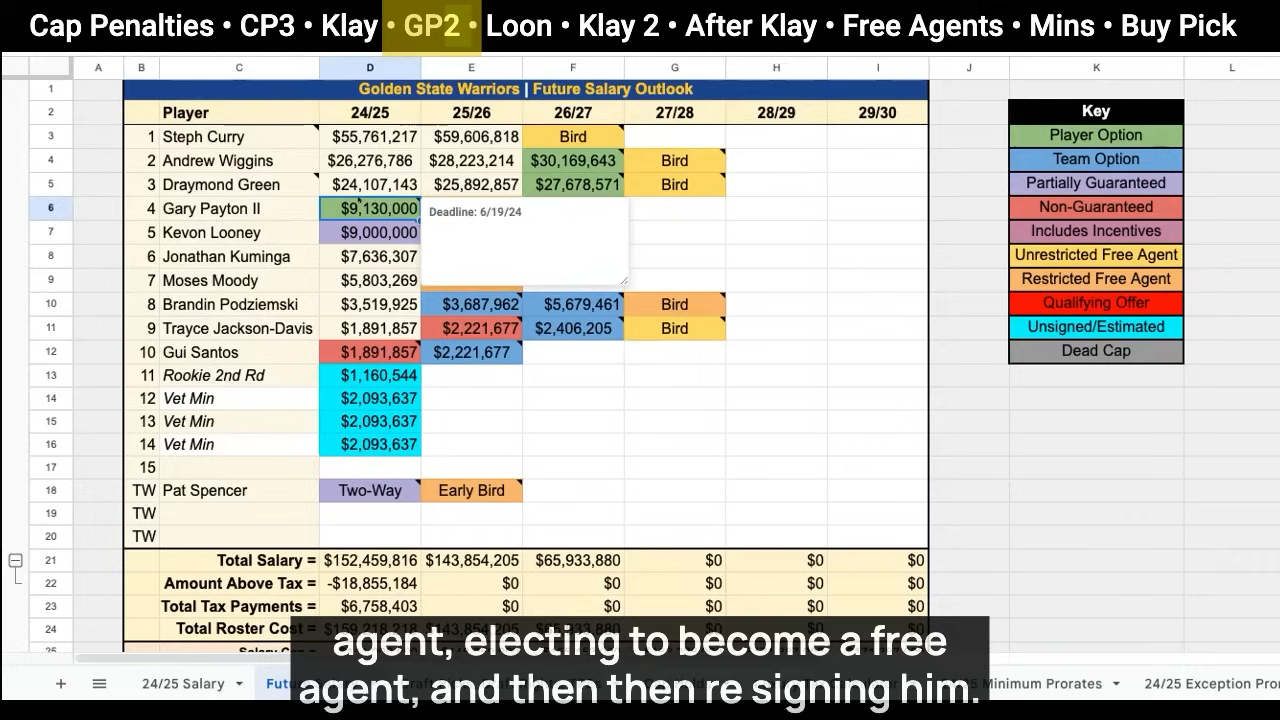 Cap Penalties • CP3 • Klay • GP2 • Loon • Klay 2 • After Klay • Free Agents • Mins • Buy Pick
A B C D E F G H I J K L
1 Golden State Warriors | Future Salary Outlook
2 Player 24/25 25/26 26/27 27/28 28/29 29/30 Key
3 1 Steph Curry $55,761,217 $59,606,818 Bird Player Option
4 2 Andrew Wiggins $26,276,786 $28,223,214 $30,169,643 Bird Team Option
5 3 Draymond Green $24,107,143 $25,892,857 $27,678,571 Bird Partially Guaranteed
6 4 Gary Payton II $9,130,000 Deadline: 6/19/24 Non-Guaranteed
7 5 Kevon Looney $9,000,000 Includes Incentives
8 6 Jonathan Kuminga $7,636,307 Unrestricted Free Agent
9 7 Moses Moody $5,803,269 Restricted Free Agent
10 8 Brandin Podziemski $3,519,925 $3,687,962 $5,679,461 Bird Qualifying Offer
11 9 Trayce Jackson-Davis $1,891,857 $2,221,677 $2,406,205 Bird Unsigned/Estimated
12 10 Gui Santos $1,891,857 $2,221,677 Dead Cap
13 11 Rookie 2nd Rd $1,160,544
14 12 Vet Min $2,093,637
15 13 Vet Min $2,093,637
16 14 Vet Min $2,093,637
17 15
18 TW Pat Spencer Two-Way Early Bird
19 TW
20 TW
21 Total Salary = $152,459,816 $143,854,205 $65,933,880 $0 $0 $0
22 Amount Above Tax = -$18,855,184 $0 $0 $0 $0 $0
23 Total Tax Payments = $6,758,403 $0 $0 $0 $0 $0
24 Total Roster Cost =
agent, electing to become a free
agent, and then then re signing him.
24/25 Salary Minimum Prorates 24/25 Exception